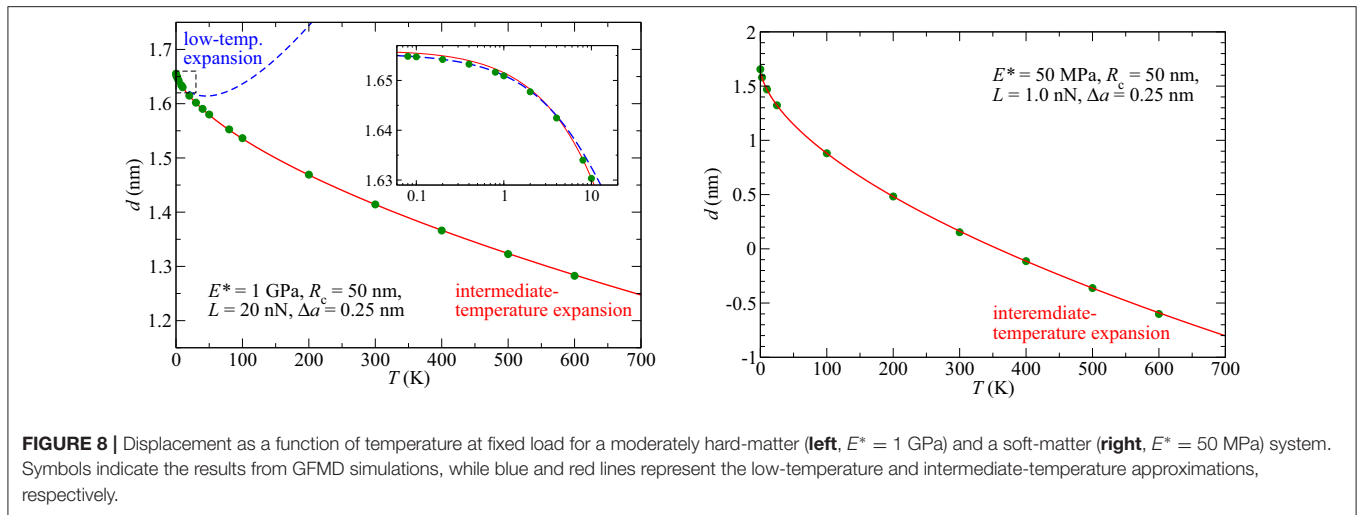 1.7
1.6
1.5
1.4
1.3
1.2
d (nm)
low-temp.
expansion
1.65
1.64
1.63
0.1
1
10
E* = 1 GPa, R_c = 50 nm,
L = 20 nN, Δa = 0.25 nm
intermediate-
temperature expansion
0 100 200 300 400 500 600 700
T (K)
2
1.5
1
0.5
0
-0.5
-1
d (nm)
E* = 50 MPa, R_c = 50 nm,
L = 1.0 nN, Δa = 0.25 nm
interemdiate-
temperature expansion
0 100 200 300 400 500 600 700
T (K)
FIGURE 8 | Displacement as a function of temperature at fixed load for a moderately hard-matter (left, E* = 1 GPa) and a soft-matter (right, E* = 50 MPa) system.
Symbols indicate the results from GFMD simulations, while blue and red lines represent the low-temperature and intermediate-temperature approximations,
respectively.